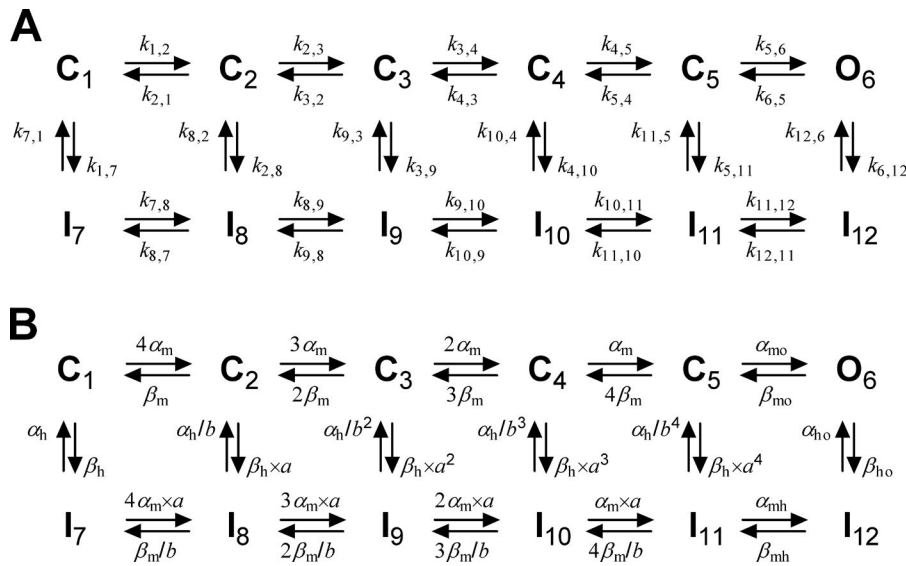 A
k1,2 k2,3 k3,4 k4,5 k5,6
C1 C2 C3 C4 C5 O6
k2,1 k3,2 k4,3 k5,4 k6,5
k7,1 k8,2 k9,3 k10,4 k11,5 k12,6
k1,7 k2,8 k3,9 k4,10 k5,11 k6,12
k7,8 k8,9 k9,10 k10,11 k11,12
I7 I8 I9 I10 I11 I12
k8,7 k9,8 k10,9 k11,10 k12,11
B
4αm 3αm 2αm αm αmo
C1 C2 C3 C4 C5 O6
βm 2βm 3βm 4βm βmo
αh αh/b αh/b² αh/b³ αh/b⁴ αho
βh βh×a βh×a² βh×a³ βh×a⁴ βho
4αm×a 3αm×a 2αm×a αm×a αmh
I7 I8 I9 I10 I11 I12
βm/b 2βm/b 3βm/b 4βm/b βmh